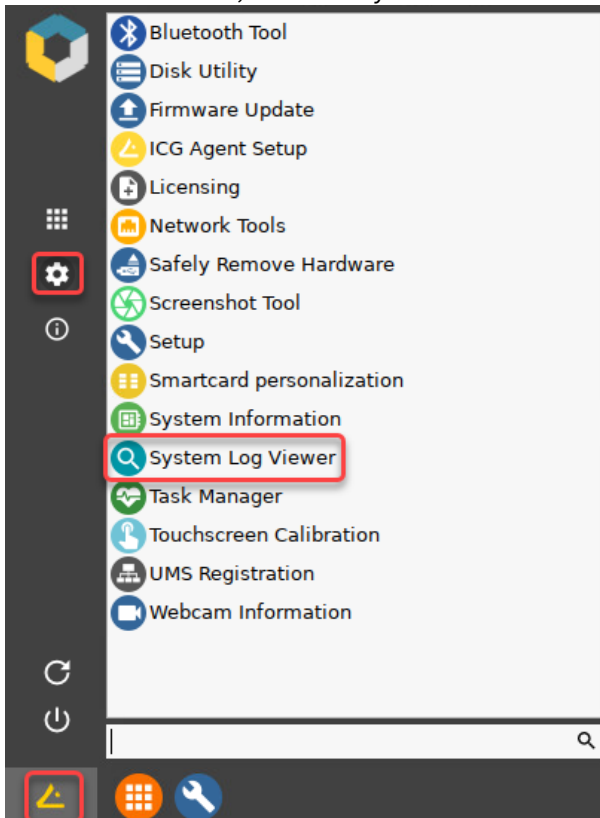 Bluetooth Tool
Disk Utility
Firmware Update
ICG Agent Setup
Licensing
Network Tools
Safely Remove Hardware
Screenshot Tool
Setup
Smartcard personalization
System Information
System Log Viewer
Task Manager
Touchscreen Calibration
UMS Registration
Webcam Information